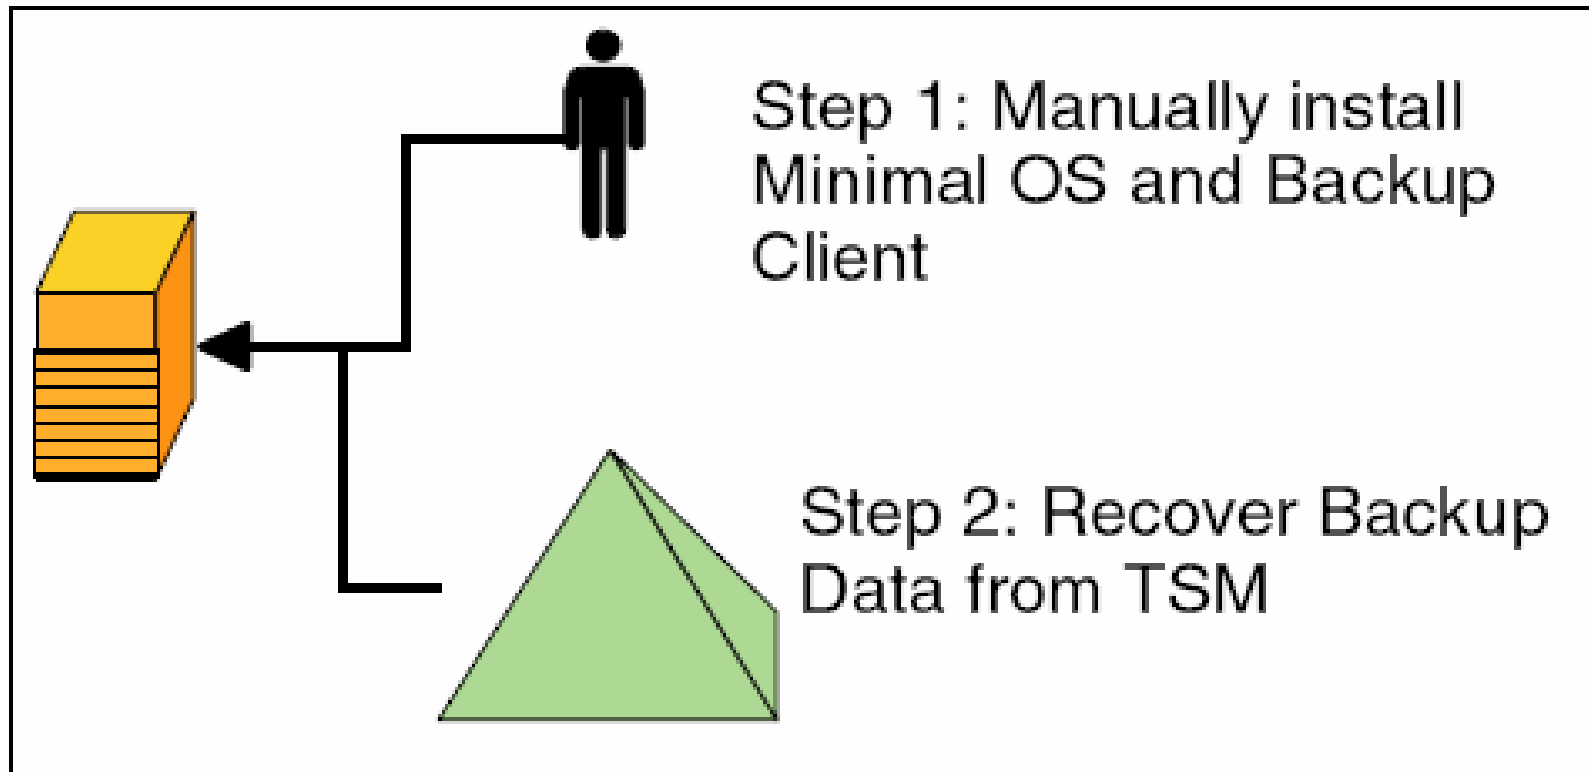 Step 1: Manually install
Minimal OS and Backup
Client
Step 2: Recover Backup
Data from TSM